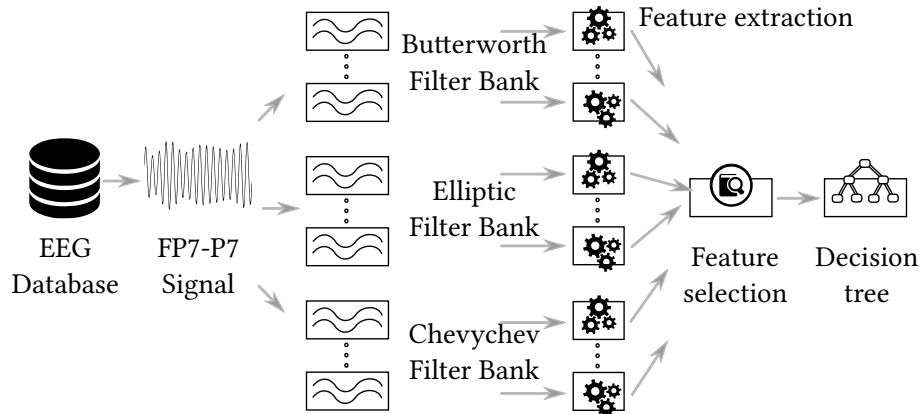 Feature extraction
Butterworth
Filter Bank
EEG
Database
FP7-P7
Signal
Elliptic
Filter Bank
Feature
selection
Decision
tree
Chevychev
Filter Bank